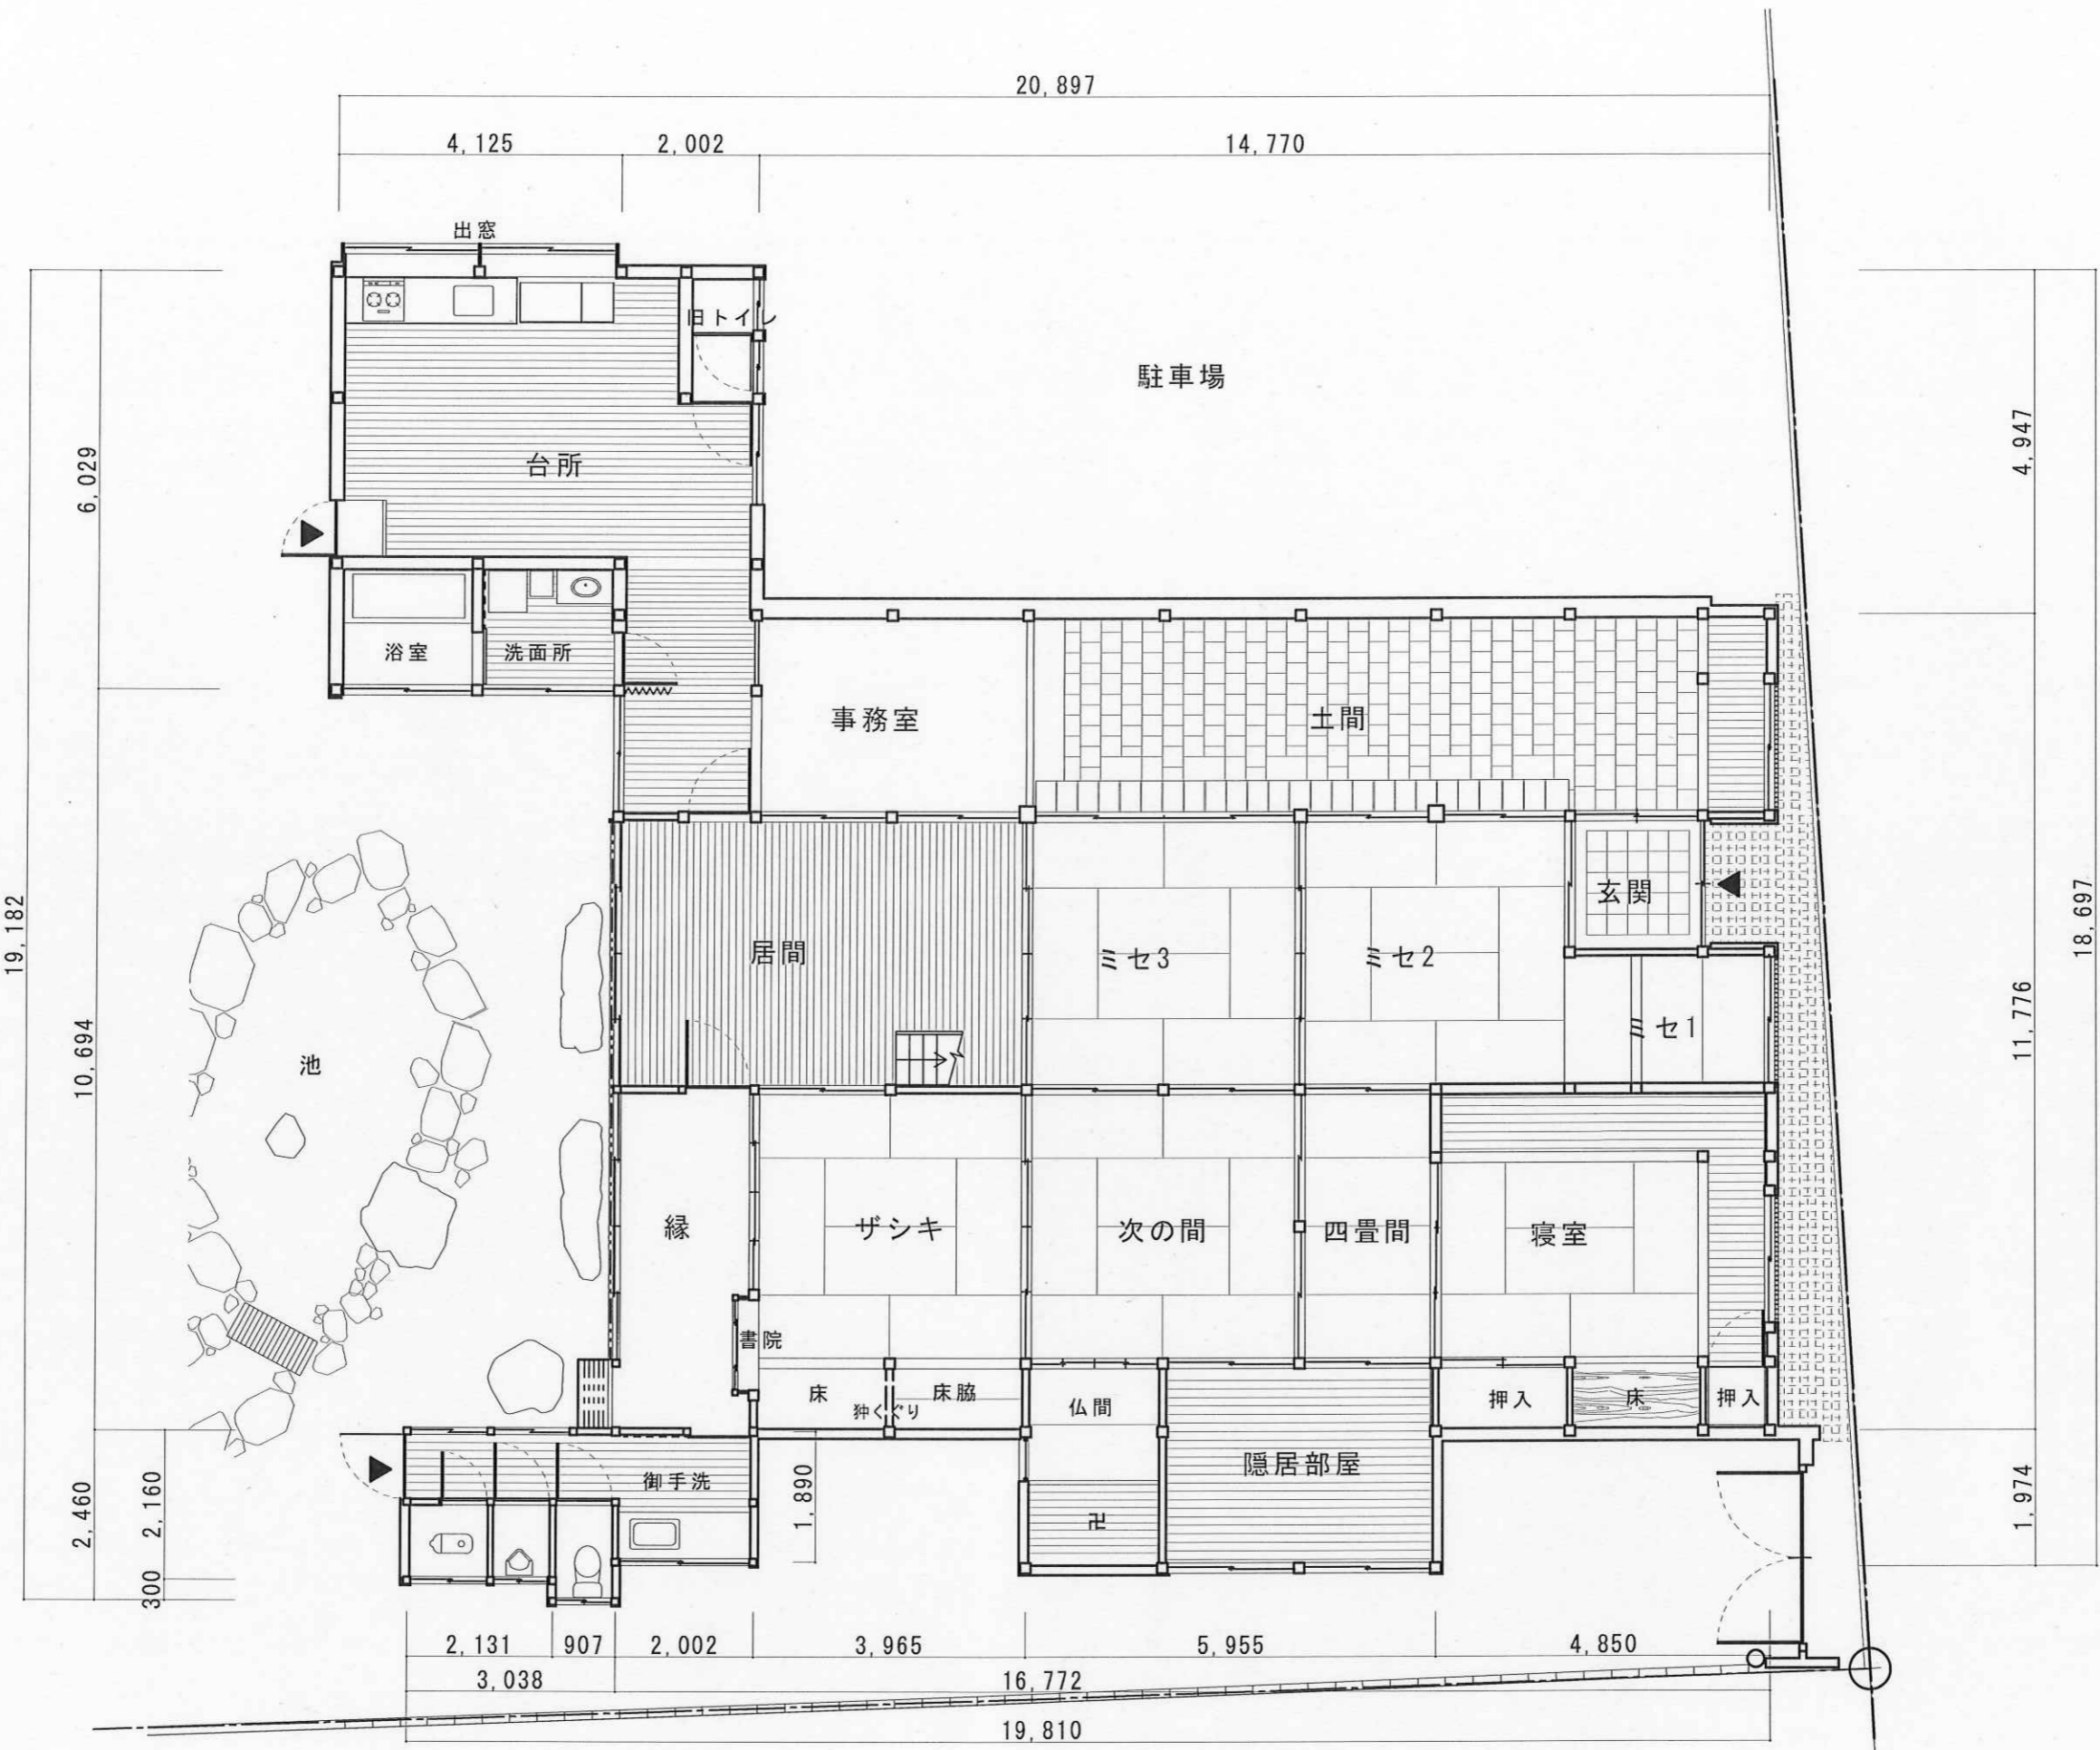 20,897
4,125
2,002
14,770
出窓
旧トイレ
駐車場
台所
浴室
洗面所
事務室
土間
玄関
居間
ミセ3
ミセ2
ミセ1
池
縁
ザシキ
次の間
四畳間
寝室
書院
床
狆くぐり
床脇
仏間
押入
床
押入
隠居部屋
御手洗
卍
19,182
6,029
10,694
2,460
2,160
300
1,890
4,947
11,776
1,974
18,697
2,131
907
2,002
3,965
5,955
4,850
3,038
16,772
19,810